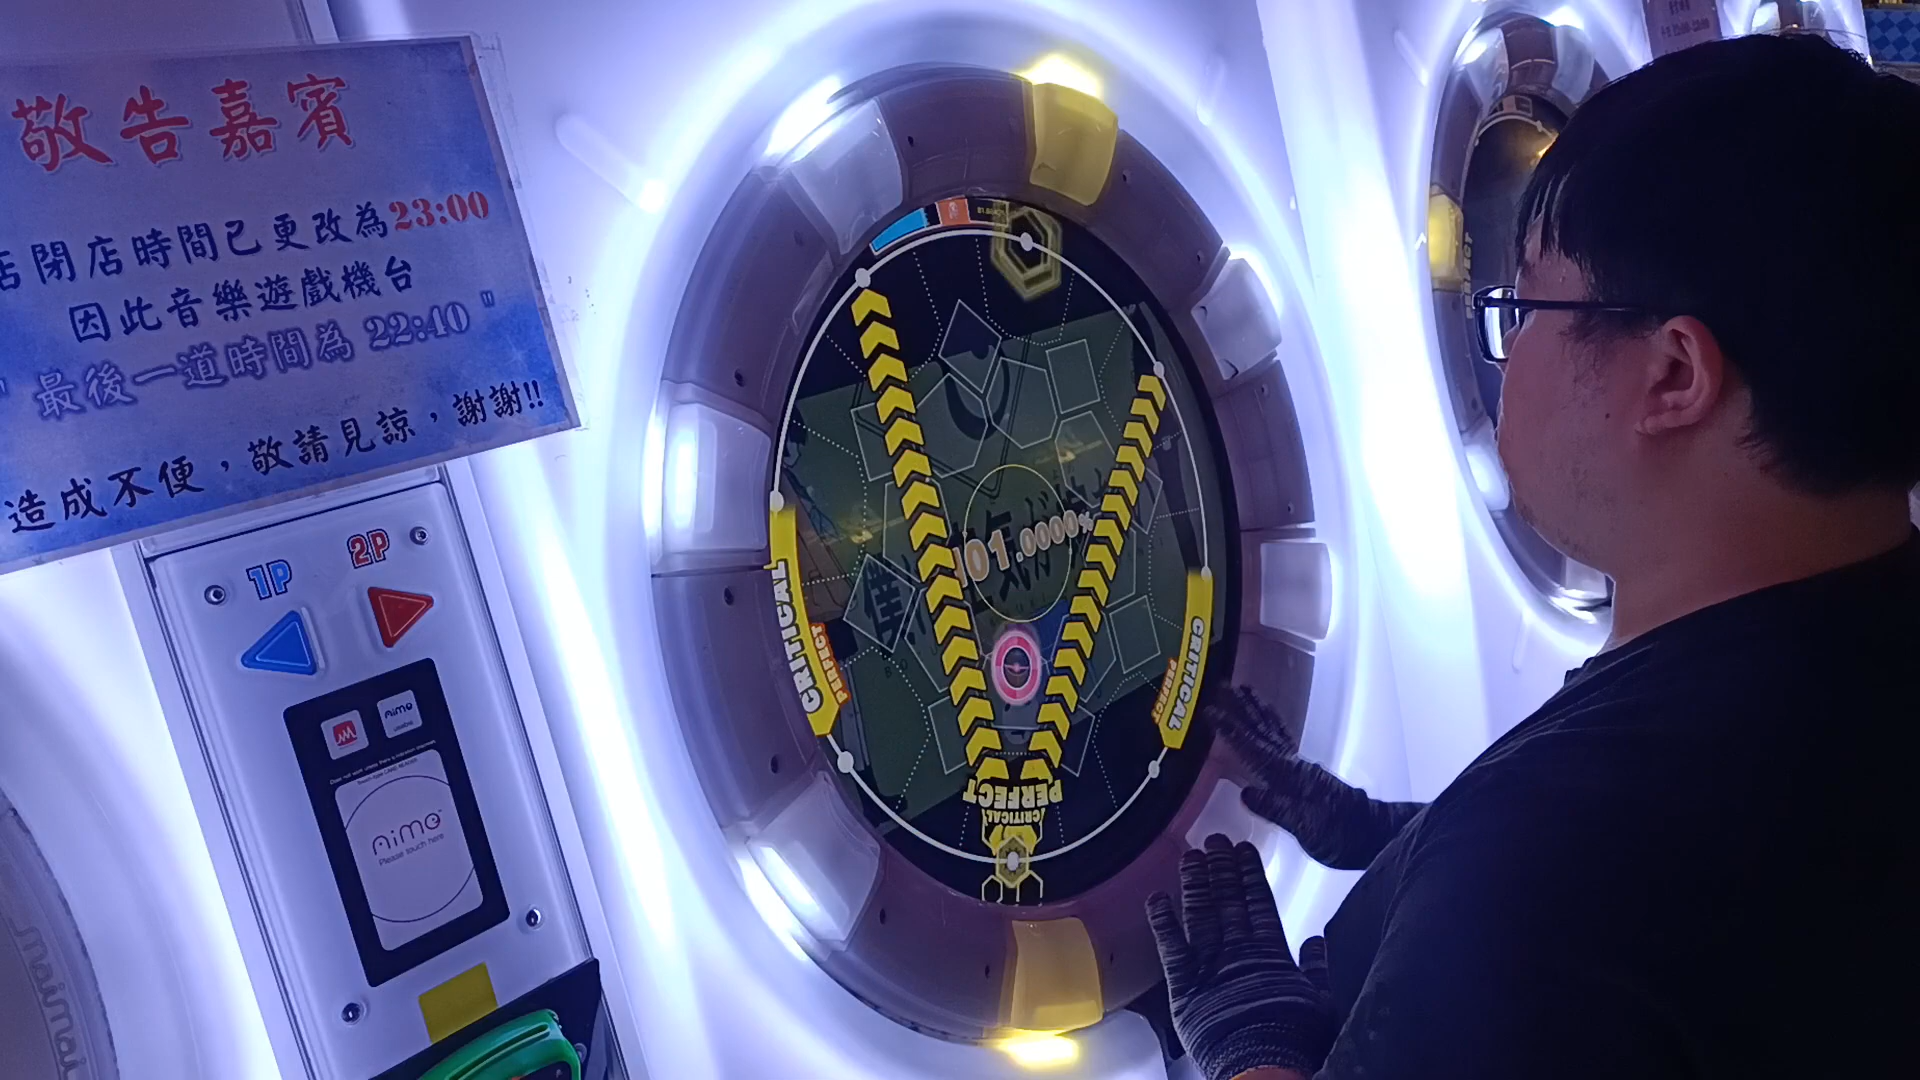 敬告嘉賓
店閉店時間已更改為23:00
因此音樂遊戲機台
"最後一道時間為 22:40"
造成不便，敬請見諒，謝謝!!
1P
2P
Aime
Aime
Please touch here
maimai
101.0000%
CRITICAL
PERFECT
CRITICAL
PERFECT
PERFECT
CRITICAL